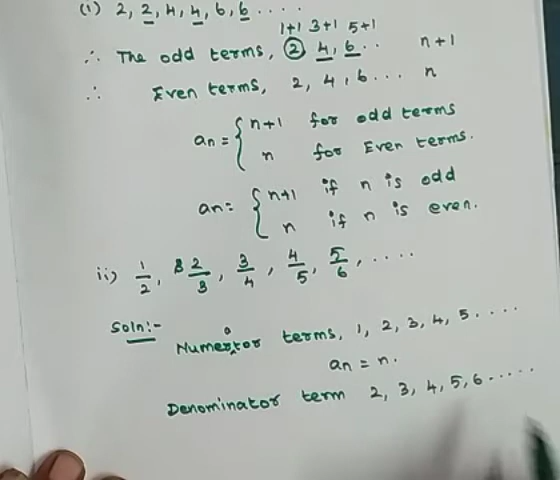 (i) 2, 2, 4, 4, 6, 6 ....
1+1 3+1 5+1
∴ The odd terms, 2, 4, 6.. n+1
∴ Even terms, 2, 4, 6... n
an = { n+1 for odd terms
n for Even terms.
an = { n+1 if n is odd
n if n is even.
ii) 1/2, 2/3, 3/4, 4/5, 5/6, ....
Soln:-
Numerator terms, 1, 2, 3, 4, 5....
an = n.
Denominator term 2, 3, 4, 5, 6.....